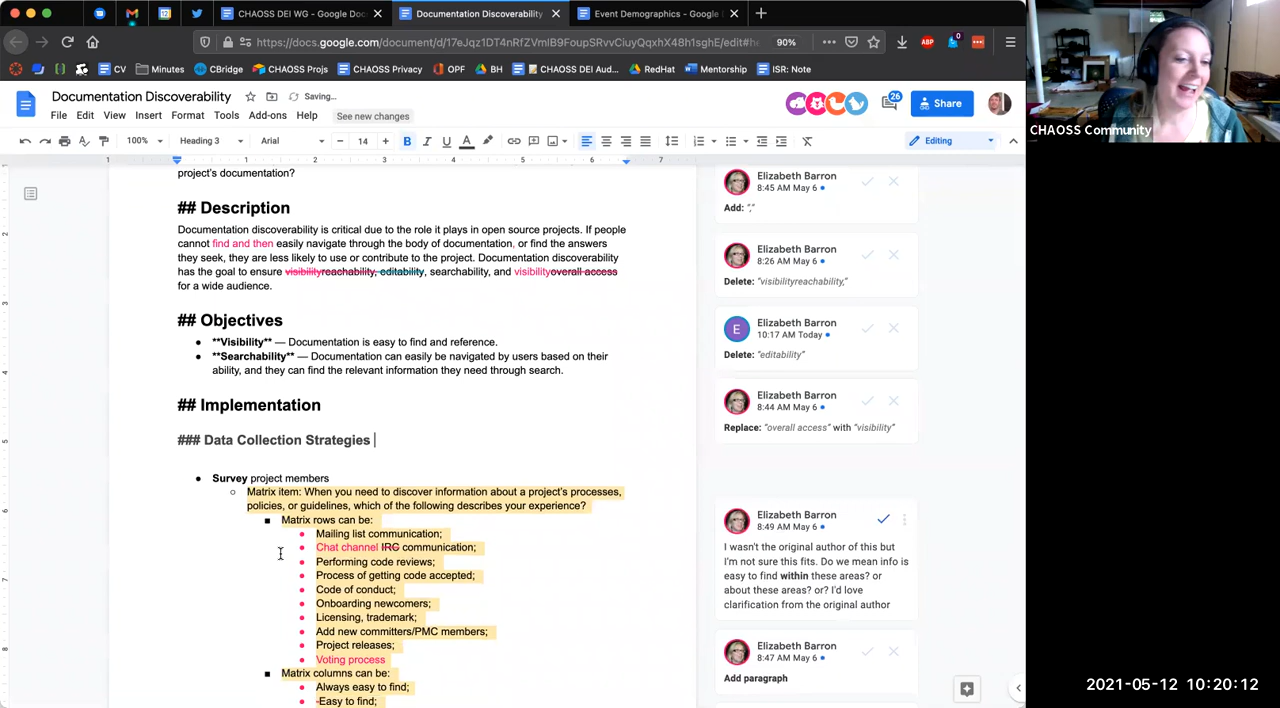 CHAOSS DEI WG - Google Doc
Documentation Discoverability
Event Demographics - Google
https://docs.google.com/document/d/17eJqz1DT4nRfZVmlB9FoupSRvvCiuyQqxhX48h1sghE/edit#he
90%
ABP
0
CV
Minutes
CBridge
CHAOSS Projs
CHAOSS Privacy
OPF
BH
CHAOSS DEI Aud...
RedHat
Mentorship
ISR: Note
Documentation Discoverability
Saving...
File Edit View Insert Format Tools Add-ons Help
See new changes
26
Share
100%
Heading 3
Arial
14
Editing
project's documentation?
## Description
Documentation discoverability is critical due to the role it plays in open source projects. If people
cannot find and then easily navigate through the body of documentation, or find the answers
they seek, they are less likely to use or contribute to the project. Documentation discoverability
has the goal to ensure visibilityreachability, editability, searchability, and visibilityoverall access
for a wide audience.
## Objectives
● **Visibility** — Documentation is easy to find and reference.
● **Searchability** — Documentation can easily be navigated by users based on their
ability, and they can find the relevant information they need through search.
## Implementation
### Data Collection Strategies
● Survey project members
○ Matrix item: When you need to discover information about a project's processes,
policies, or guidelines, which of the following describes your experience?
■ Matrix rows can be:
● Mailing list communication;
● Chat channel IRC communication;
● Performing code reviews;
● Process of getting code accepted;
● Code of conduct;
● Onboarding newcomers;
● Licensing, trademark;
● Add new committers/PMC members;
● Project releases;
● Voting process
■ Matrix columns can be:
● Always easy to find;
● -Easy to find;
Elizabeth Barron
8:45 AM May 6
Add: ","
Elizabeth Barron
8:26 AM May 6
Delete: "visibilityreachability,"
E
Elizabeth Barron
10:17 AM Today
Delete: "editability"
Elizabeth Barron
8:44 AM May 6
Replace: "overall access" with "visibility"
Elizabeth Barron
8:49 AM May 6
I wasn't the original author of this but
I'm not sure this fits. Do we mean info is
easy to find within these areas? or
about these areas? or? I'd love
clarification from the original author
Elizabeth Barron
8:47 AM May 6
Add paragraph
CHAOSS Community
2021-05-12 10:20:12